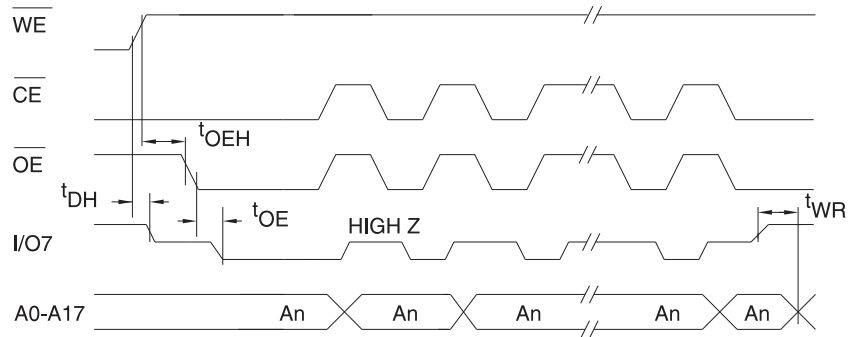 WE
CE
tOEH
OE
tDH
tOE
tWR
HIGH Z
I/O7
A0-A17 An An An An An